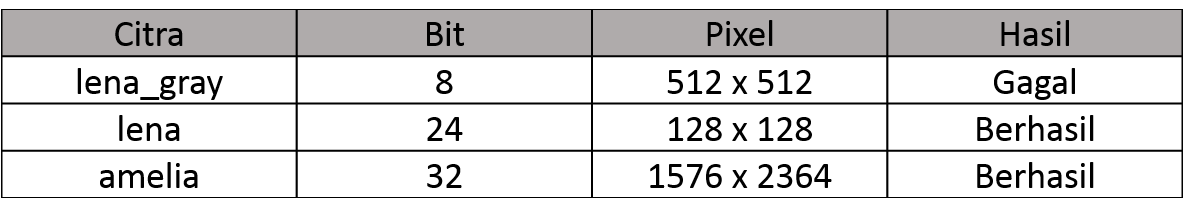 Citra Bit Pixel Hasil
lena_gray 8 512 x 512 Gagal
lena 24 128 x 128 Berhasil
amelia 32 1576 x 2364 Berhasil